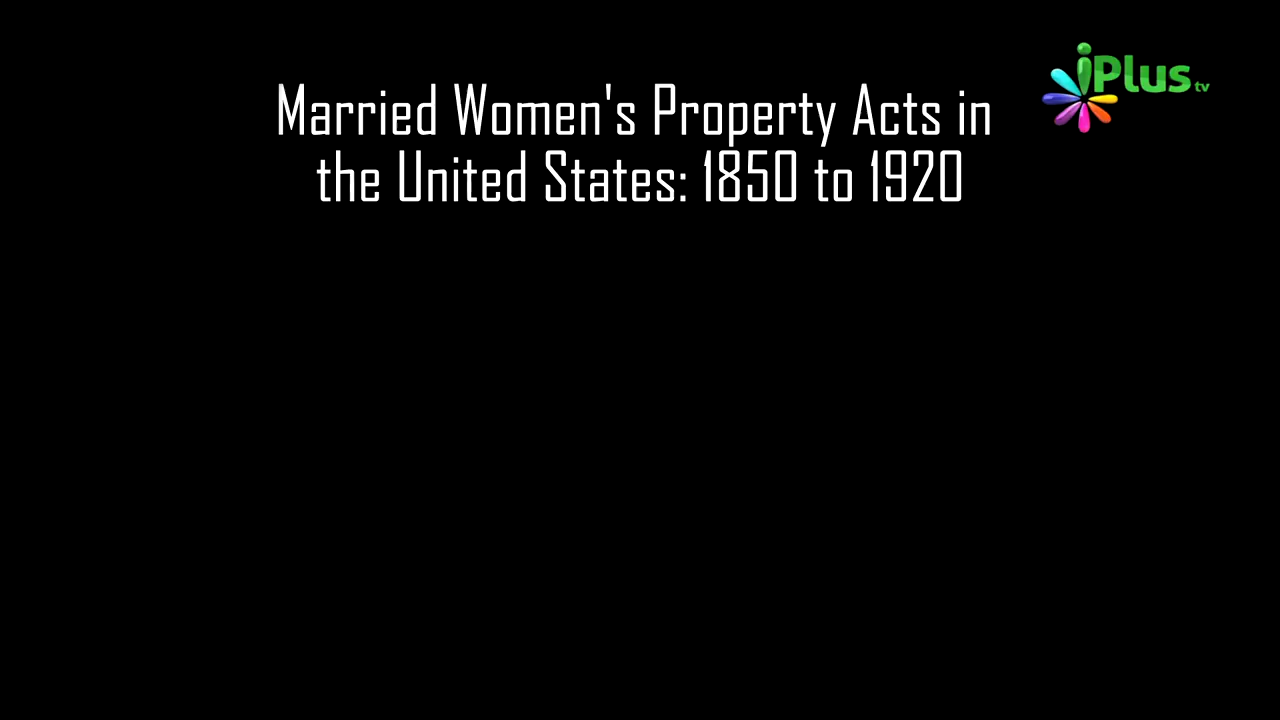 Married Women's Property Acts in
the United States: 1850 to 1920
iPlus tv